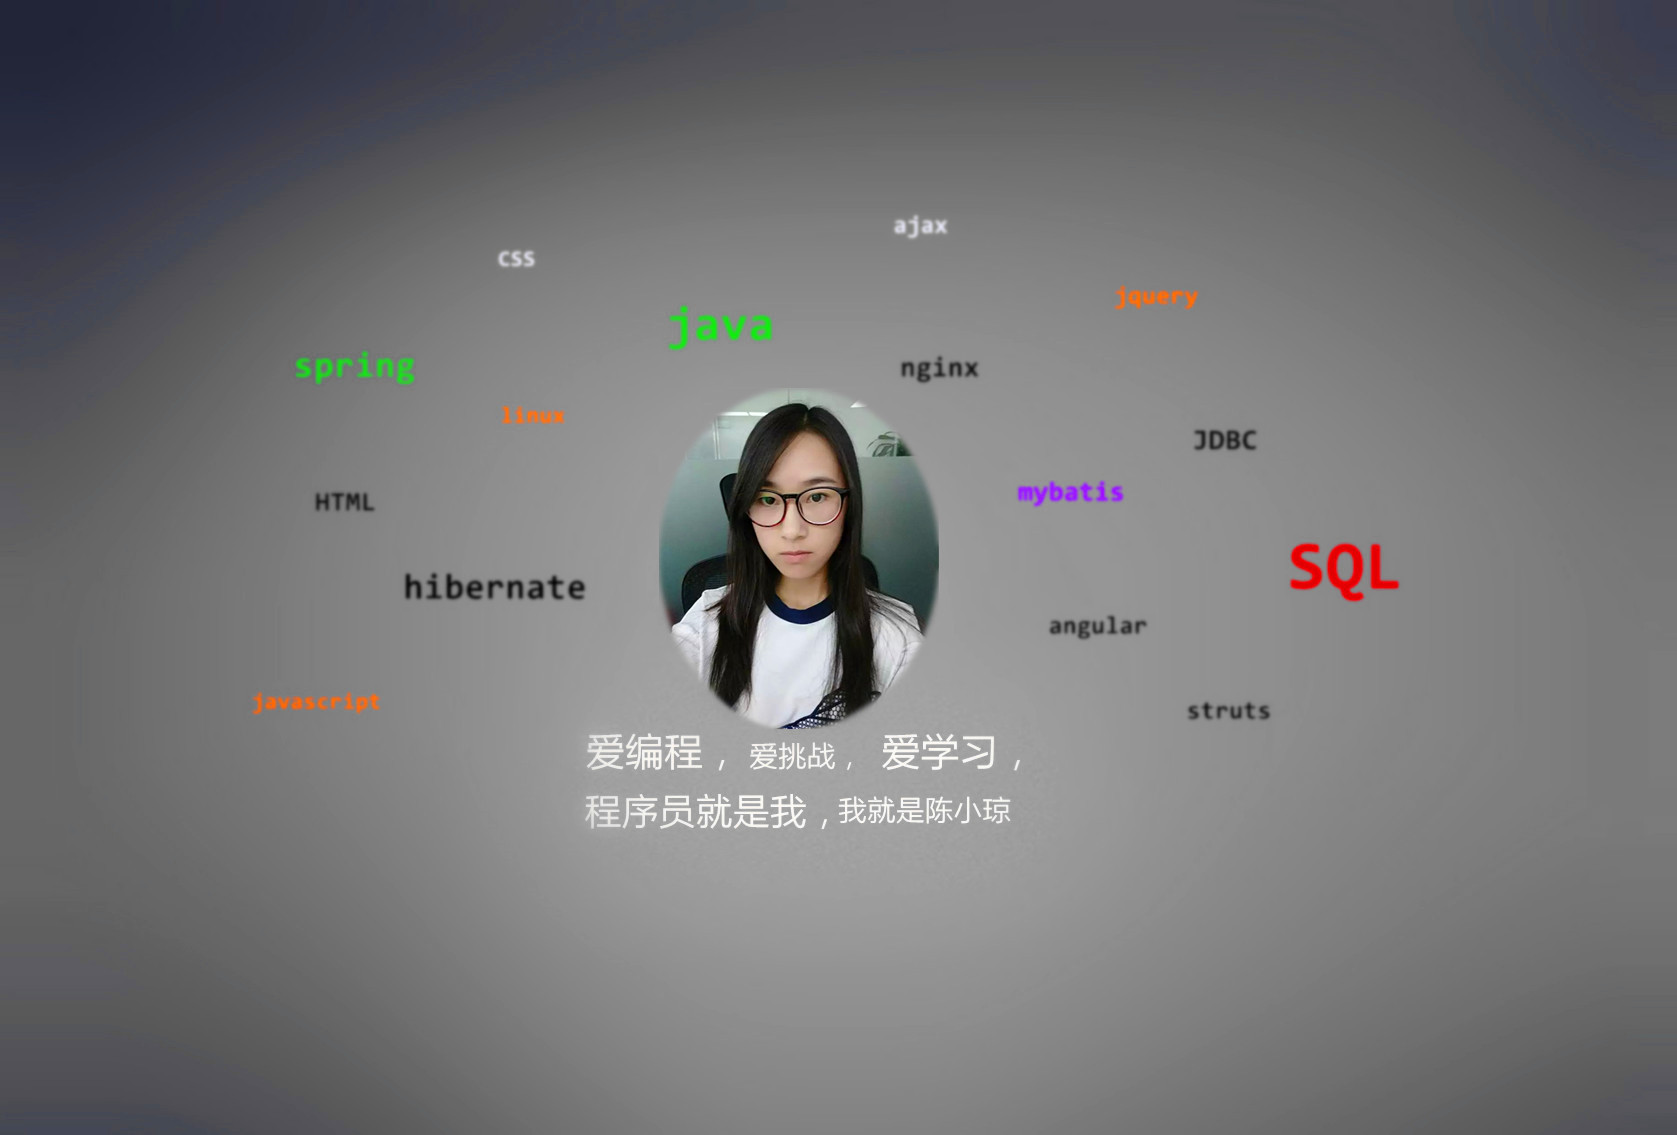 ajax
css
jquery
java
spring
nginx
linux
JDBC
mybatis
HTML
SQL
hibernate
angular
javascript
struts
爱编程，爱挑战，爱学习，
程序员就是我，我就是陈小琼